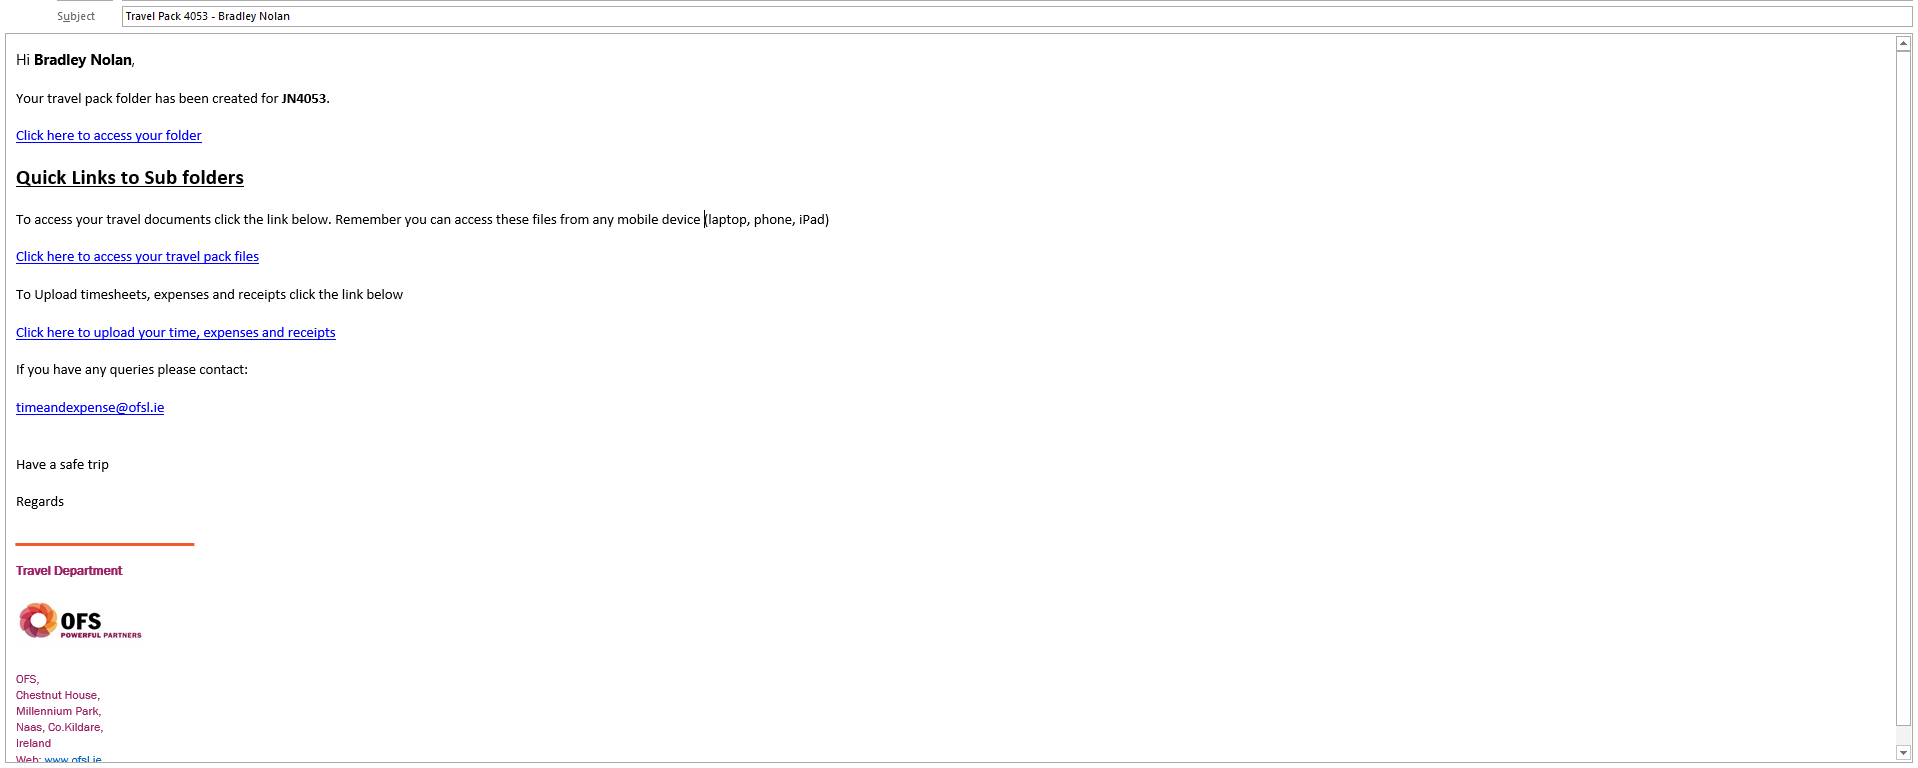 Subject
Travel Pack 4053 - Bradley Nolan
Hi Bradley Nolan,
Your travel pack folder has been created for JN4053.
Click here to access your folder
Quick Links to Sub folders
To access your travel documents click the link below. Remember you can access these files from any mobile device (laptop, phone, iPad)
Click here to access your travel pack files
To Upload timesheets, expenses and receipts click the link below
Click here to upload your time, expenses and receipts
If you have any queries please contact:
timeandexpense@ofsl.ie
Have a safe trip
Regards
Travel Department
OFS
POWERFUL PARTNERS
OFS,
Chestnut House,
Millennium Park,
Naas, Co.Kildare,
Ireland
Web: www.ofsl.ie